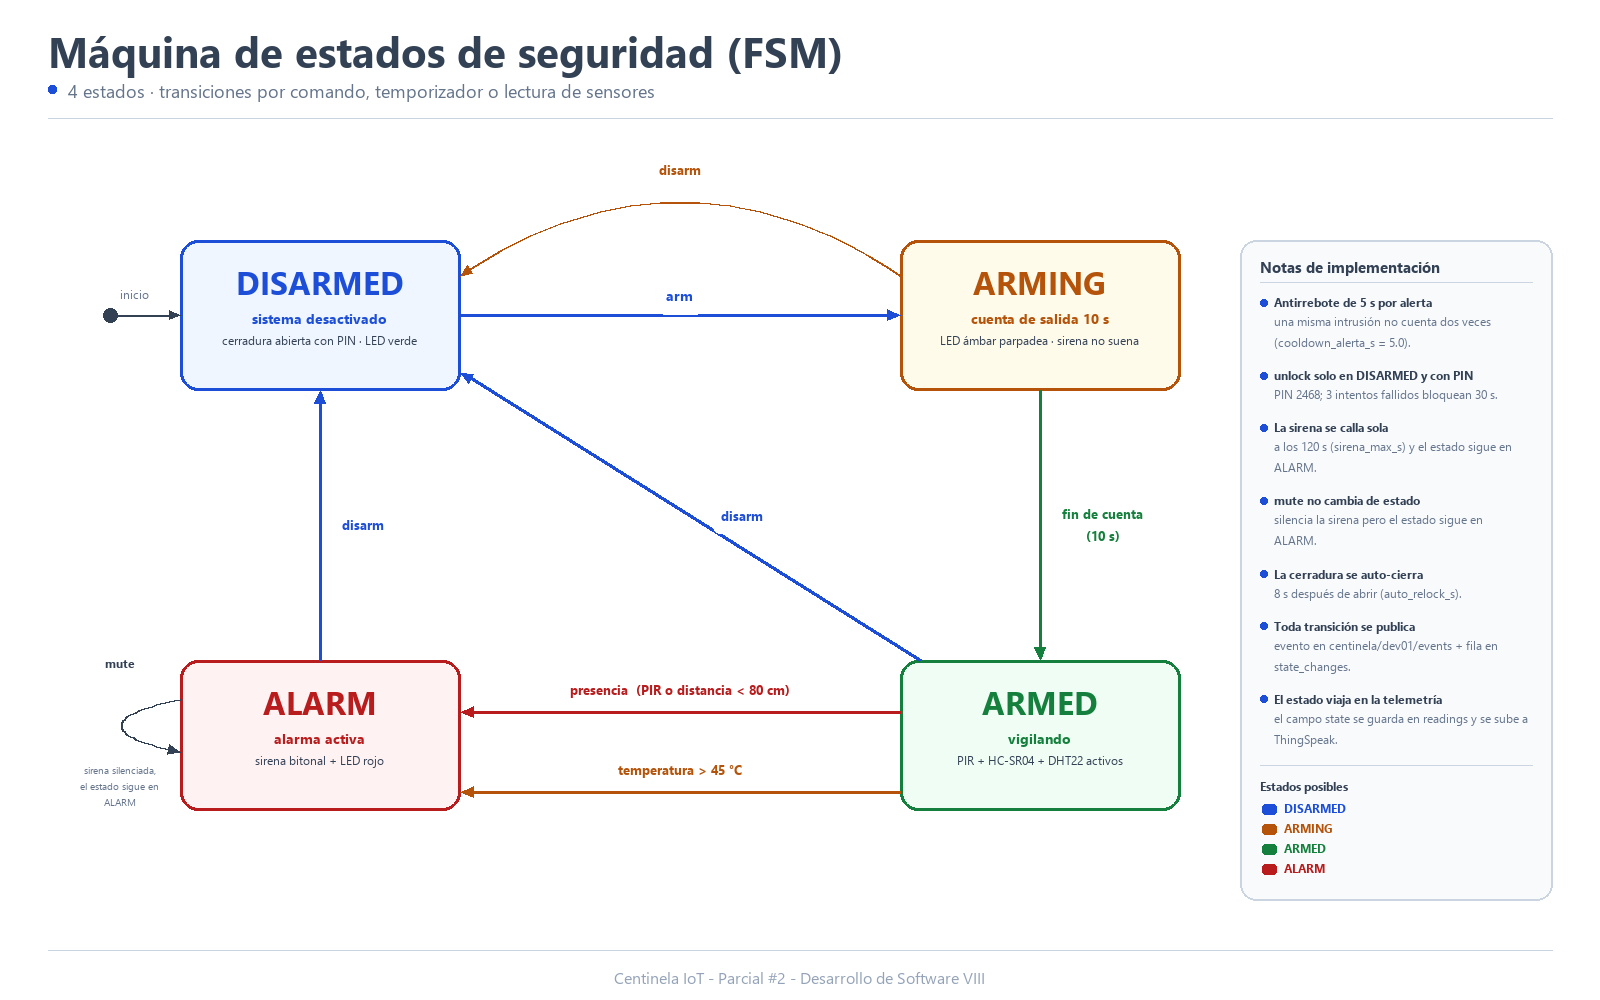 Máquina de estados de seguridad (FSM)
4 estados · transiciones por comando, temporizador o lectura de sensores
disarm
inicio
DISARMED
sistema desactivado
cerradura abierta con PIN · LED verde
arm
ARMING
cuenta de salida 10 s
LED ámbar parpadea · sirena no suena
disarm
disarm
fin de cuenta
(10 s)
mute
sirena silenciada,
el estado sigue en
ALARM
ALARM
alarma activa
sirena bitonal + LED rojo
presencia  (PIR o distancia < 80 cm)
temperatura > 45 °C
ARMED
vigilando
PIR + HC-SR04 + DHT22 activos
Notas de implementación
Antirrebote de 5 s por alerta
una misma intrusión no cuenta dos veces
(cooldown_alerta_s = 5.0).
unlock solo en DISARMED y con PIN
PIN 2468; 3 intentos fallidos bloquean 30 s.
La sirena se calla sola
a los 120 s (sirena_max_s) y el estado sigue en
ALARM.
mute no cambia de estado
silencia la sirena pero el estado sigue en
ALARM.
La cerradura se auto-cierra
8 s después de abrir (auto_relock_s).
Toda transición se publica
evento en centinela/dev01/events + fila en
state_changes.
El estado viaja en la telemetría
el campo state se guarda en readings y se sube a
ThingSpeak.
Estados posibles
DISARMED
ARMING
ARMED
ALARM
Centinela IoT - Parcial #2 - Desarrollo de Software VIII